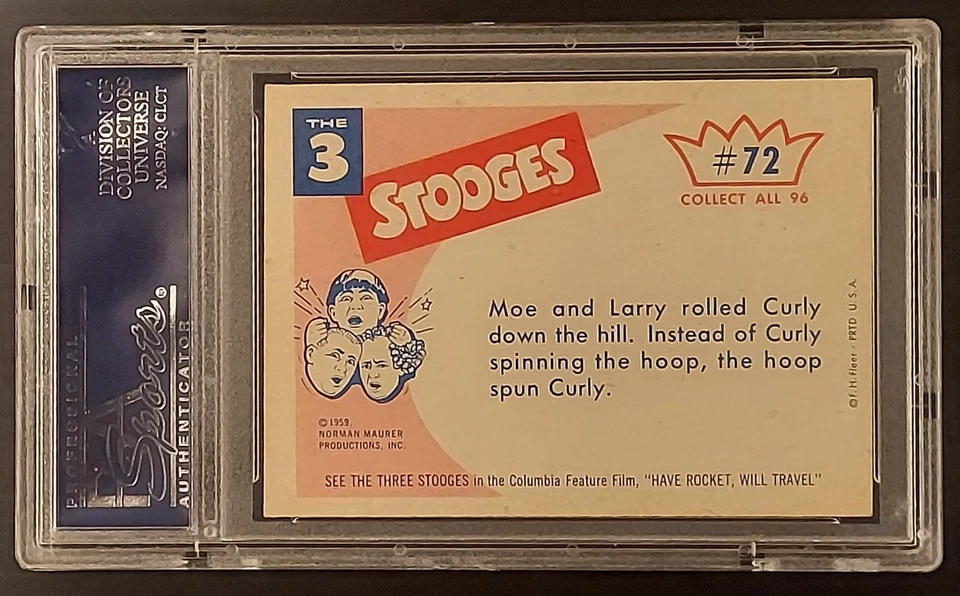 A
DIVISION OF
COLLECTORS
UNIVERSE
NASDAQ: CLCT
PROFESSIONAL
Sports®
AUTHENTICATOR
THE
3
STOOGES
#72
COLLECT ALL 96
Moe and Larry rolled Curly
down the hill. Instead of Curly
spinning the hoop, the hoop
spun Curly.
©1959,
NORMAN MAURER
PRODUCTIONS, INC.
SEE THE THREE STOOGES in the Columbia Feature Film, "HAVE ROCKET, WILL TRAVEL"
©F. H. Fleer - PRTD U.S.A.